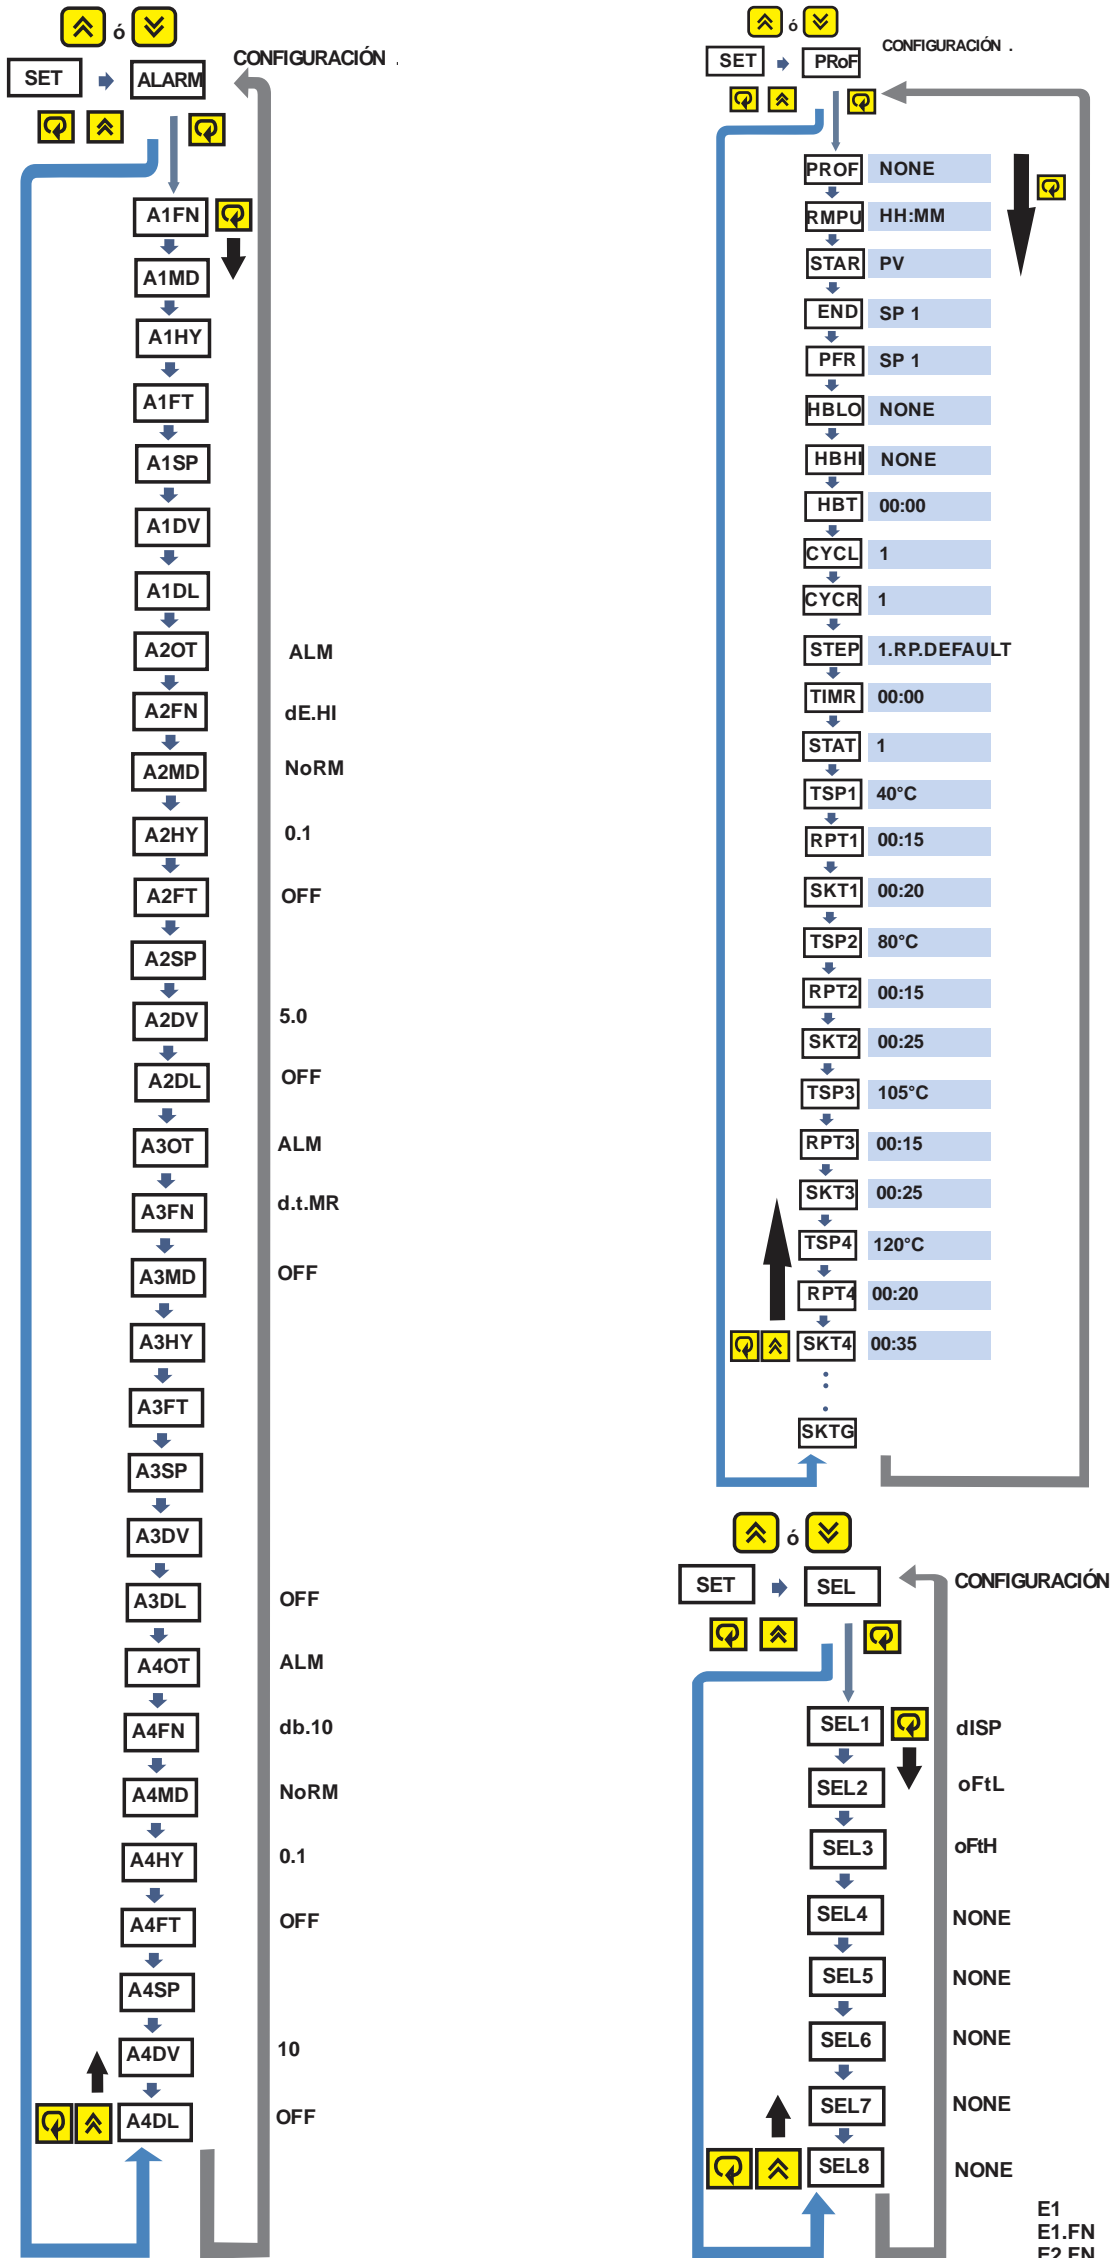 ó
CONFIGURACIÓN .
SET
ALARM
A1FN
A1MD
A1HY
A1FT
A1SP
A1DV
A1DL
A2OT ALM
A2FN dE.HI
A2MD NoRM
A2HY 0.1
A2FT OFF
A2SP
A2DV 5.0
A2DL OFF
A3OT ALM
A3FN d.t.MR
A3MD OFF
A3HY
A3FT
A3SP
A3DV
A3DL OFF
A4OT ALM
A4FN db.10
A4MD NoRM
A4HY 0.1
A4FT OFF
A4SP
A4DV 10
A4DL OFF
ó
CONFIGURACIÓN .
SET
PRoF
PROF NONE
RMPU HH:MM
STAR PV
END SP 1
PFR SP 1
HBLO NONE
HBHI NONE
HBT 00:00
CYCL 1
CYCR 1
STEP 1.RP.DEFAULT
TIMR 00:00
STAT 1
TSP1 40°C
RPT1 00:15
SKT1 00:20
TSP2 80°C
RPT2 00:15
SKT2 00:25
TSP3 105°C
RPT3 00:15
SKT3 00:25
TSP4 120°C
RPT4 00:20
SKT4 00:35
SKTG
ó
SET
SEL
CONFIGURACIÓN
SEL1 dISP
SEL2 oFtL
SEL3 oFtH
SEL4 NONE
SEL5 NONE
SEL6 NONE
SEL7 NONE
SEL8 NONE
E1
E1.FN
E2.FN